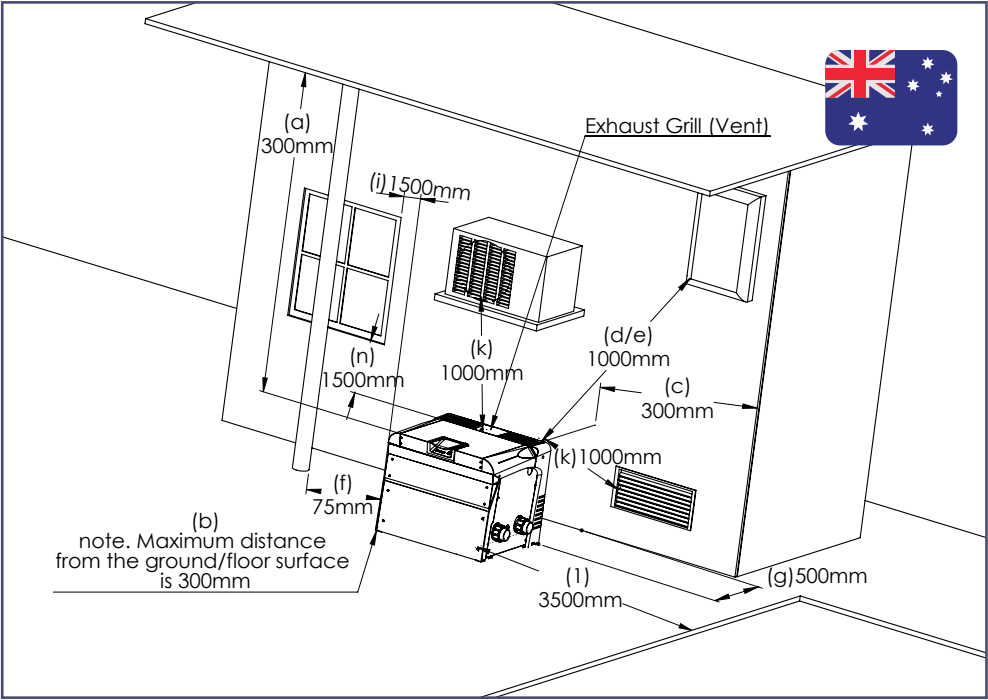 (a)
300mm
Exhaust Grill (Vent)
(i)1500mm
(n)
1500mm
(k)
1000mm
(d/e)
1000mm
(c)
300mm
(k)1000mm
(f)
75mm
(b)
note. Maximum distance
from the ground/floor surface
is 300mm
(1)
3500mm
(g)500mm